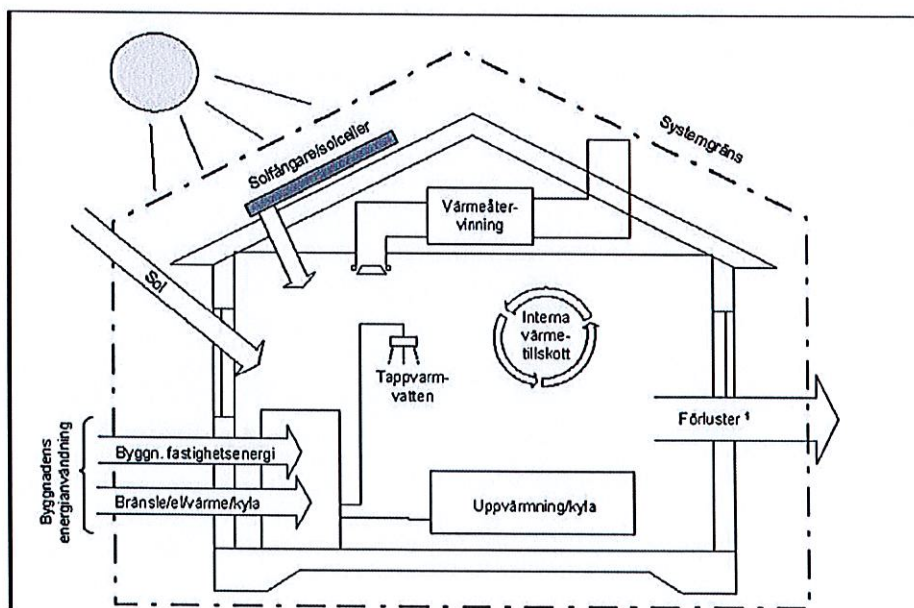 Solfångare/solceller
Systemgräns
Värmeåter-
vinning
Sol
Interna
värme-
tillskott
Tappvarm-
vatten
Förluster 1
Byggnadens
energianvändning
Byggn. fastighetsenergi
Bränsle/el/värme/kyla
Uppvärmning/kyla